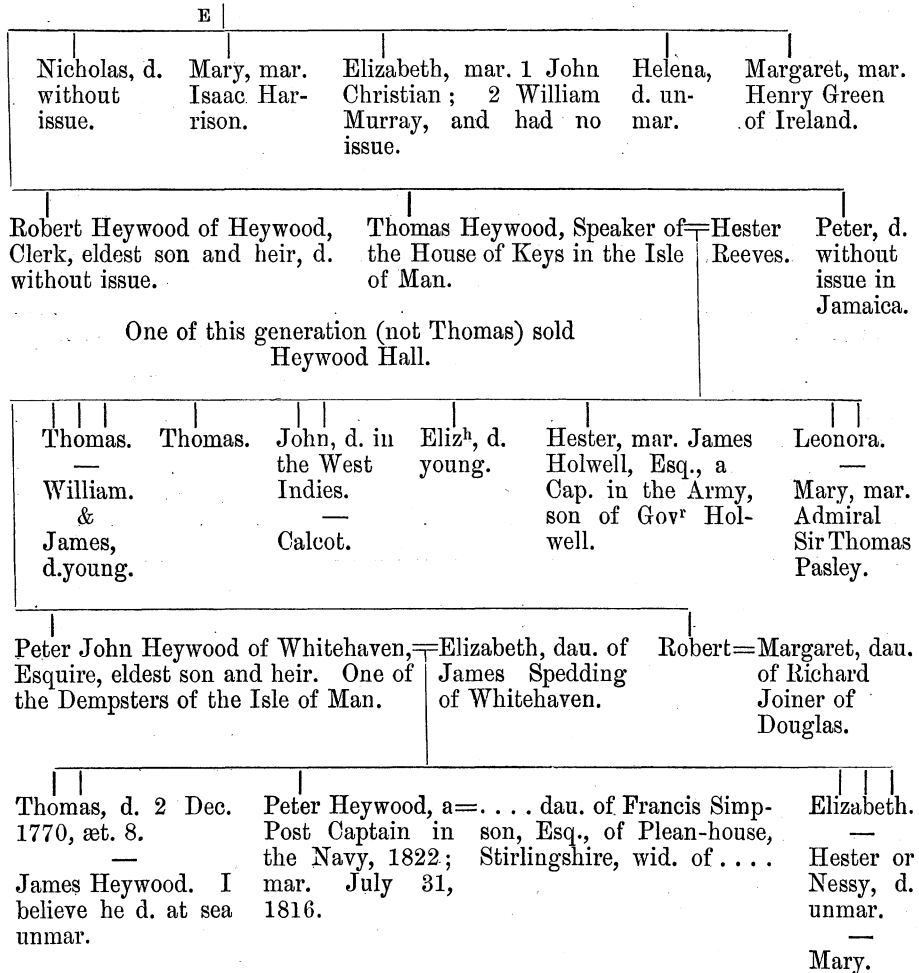 E
Nicholas, d. without issue.
Mary, mar. Isaac Har-rison.
Elizabeth, mar. 1 John Christian; 2 William Murray, and had no issue.
Helena, d. un-mar.
Margaret, mar. Henry Green of Ireland.
Robert Heywood of Heywood,
Clerk, eldest son and heir, d.
without issue.
Thomas Heywood, Speaker of
the House of Keys in the Isle
of Man.
Hester
Reeves.
Peter, d.
without
issue in
Jamaica.
One of this generation (not Thomas) sold
Heywood Hall.
Thomas.
—
William.
&
James,
d.young.
Thomas.
John, d. in
the West
Indies.
—
Calcot.
Elizʰ, d.
young.
Hester, mar. James
Holwell, Esq., a
Cap. in the Army,
son of Govʳ Hol-
well.
Leonora.
—
Mary, mar.
Admiral
Sir Thomas
Pasley.
Peter John Heywood of Whitehaven,
Esquire, eldest son and heir. One of
the Dempsters of the Isle of Man.
=Elizabeth, dau. of
James Spedding
of Whitehaven.
Robert=Margaret, dau.
of Richard
Joiner of
Douglas.
Thomas, d. 2 Dec.
1770, æt. 8.
—
James Heywood. I
believe he d. at sea
unmar.
Peter Heywood, a
Post Captain in
the Navy, 1822;
mar. July 31,
1816.
=. . . . dau. of Francis Simp-
son, Esq., of Plean-house,
Stirlingshire, wid. of . . . .
Elizabeth.
—
Hester or
Nessy, d.
unmar.
—
Mary.